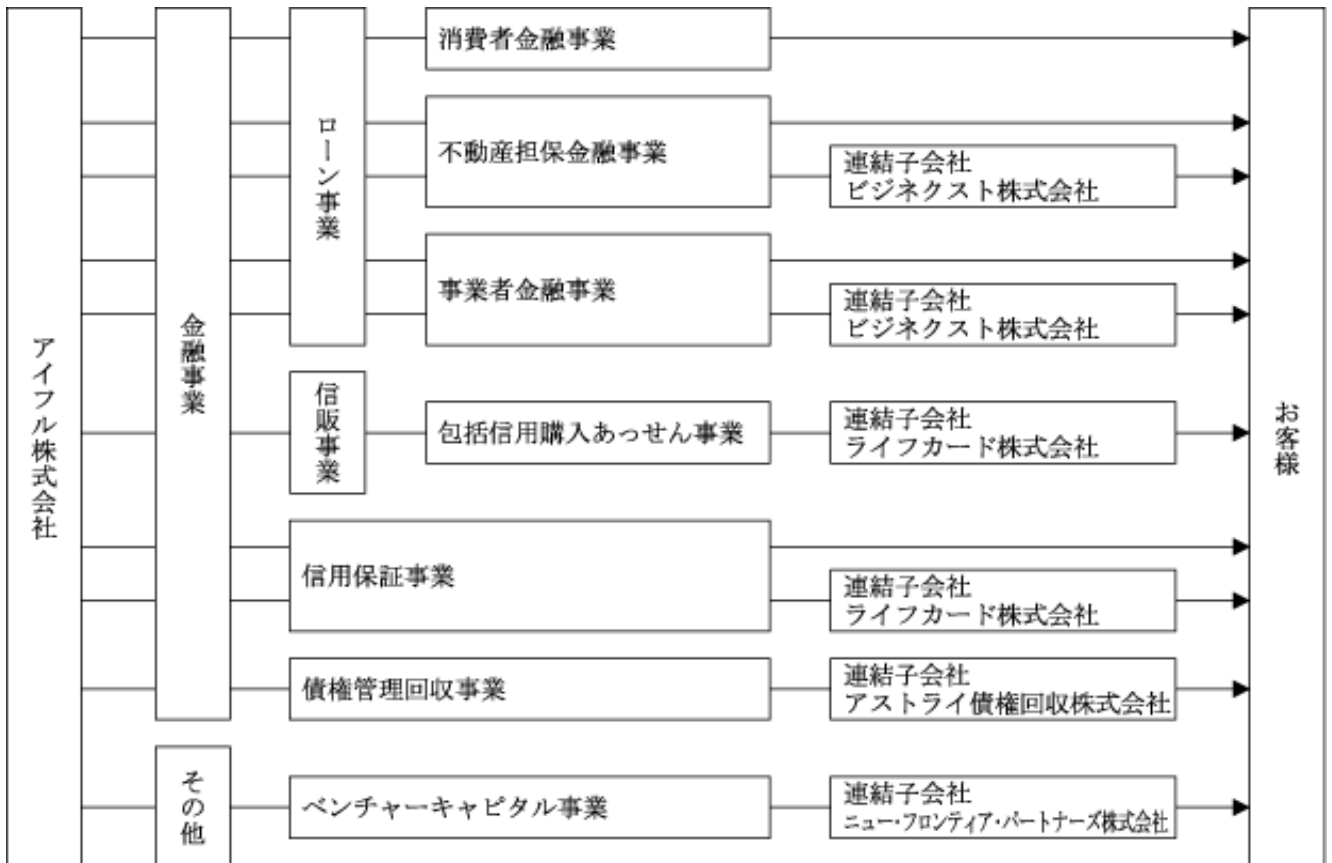 アイフル株式会社
金融事業
ローン事業
消費者金融事業
不動産担保金融事業
連結子会社
ビジネクスト株式会社
事業者金融事業
連結子会社
ビジネクスト株式会社
信販事業
包括信用購入あっせん事業
連結子会社
ライフカード株式会社
信用保証事業
連結子会社
ライフカード株式会社
債権管理回収事業
連結子会社
アストライ債権回収株式会社
その他
ベンチャーキャピタル事業
連結子会社
ニュー・フロンティア・パートナーズ株式会社
お客様